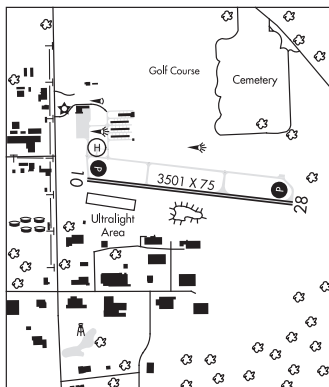 Golf Course
Cemetery
H
P
3501 X 75
P
10
28
Ultralight
Area